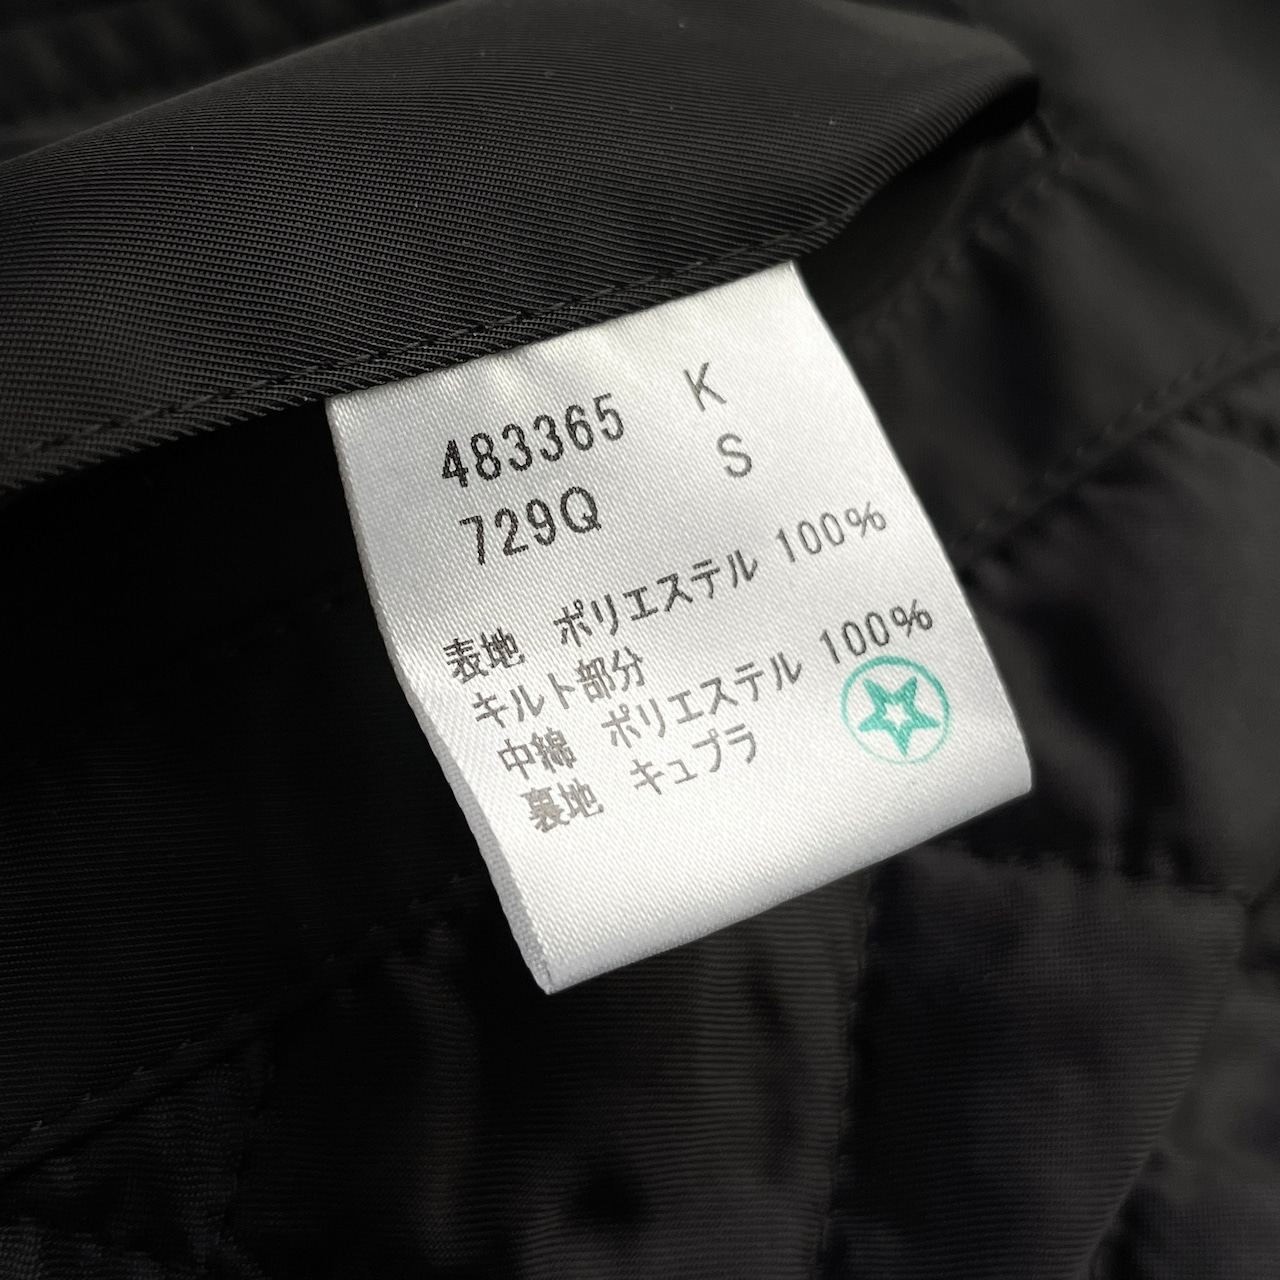 483365 K
729Q S
表地 ポリエステル 100%
キルト部分
中綿 ポリエステル 100%
裏地 キュプラ